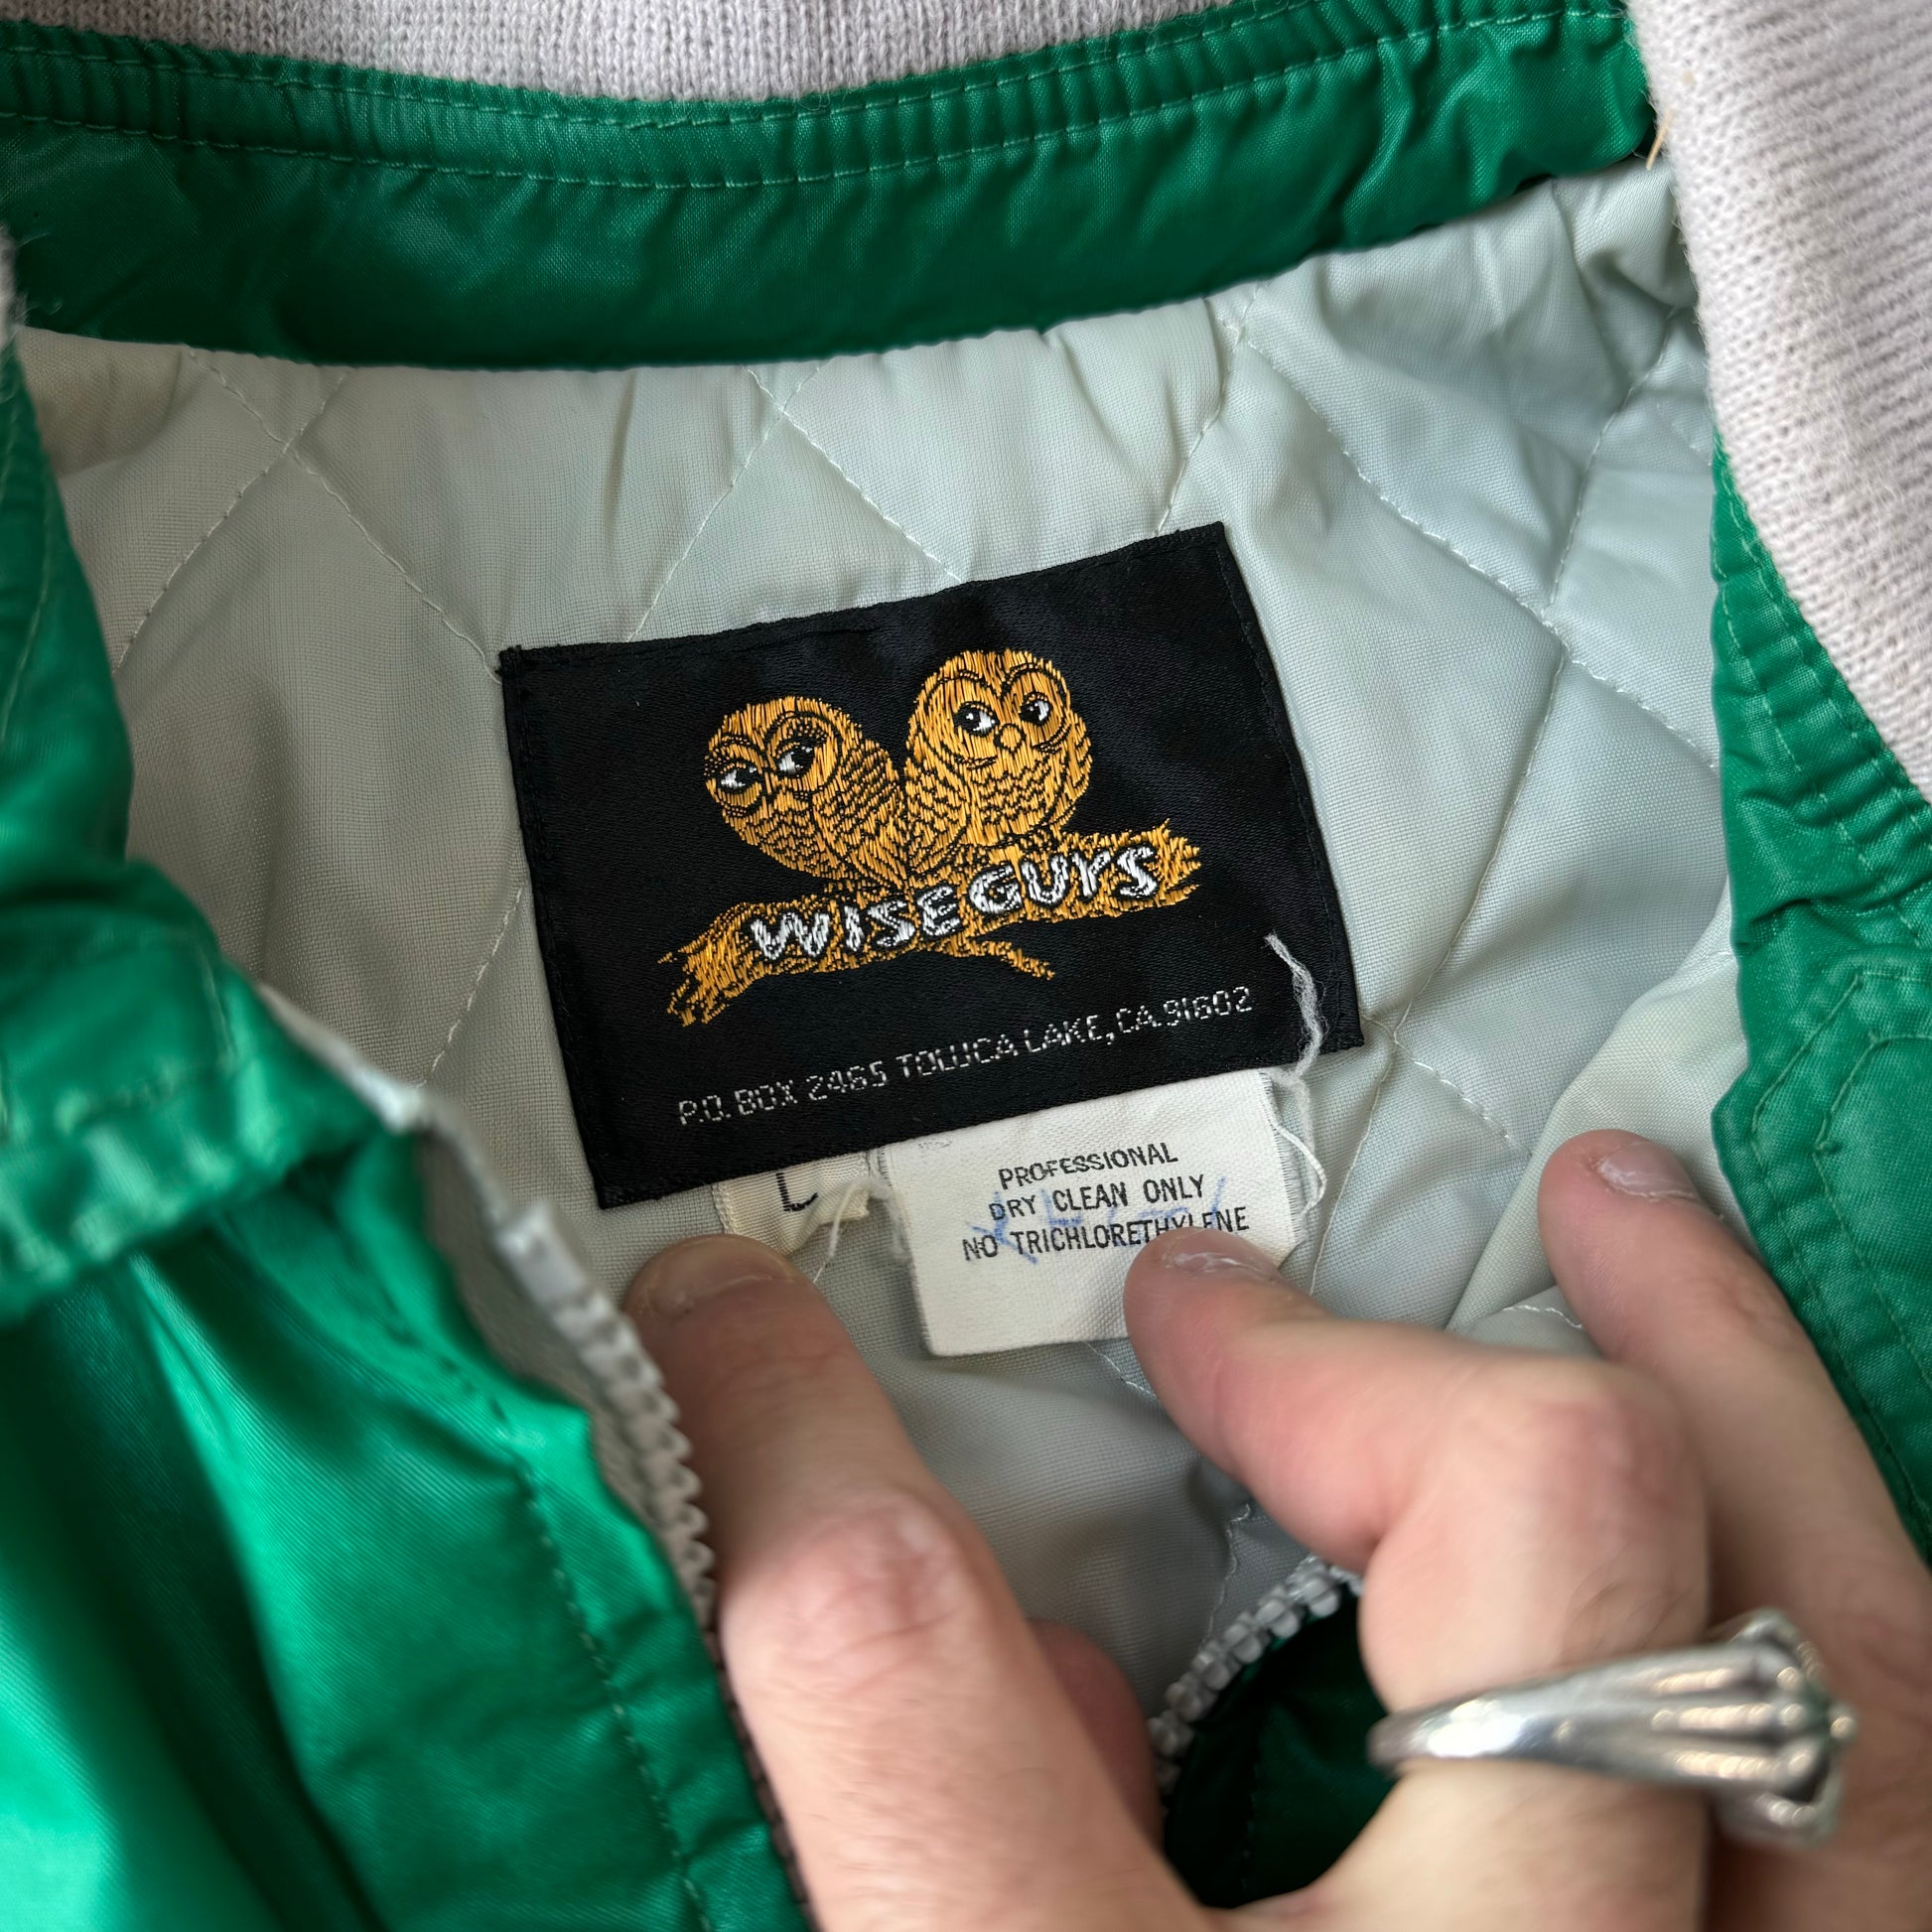 WISEGUYS
P.O. BOX 2465 TOLUCA LAKE, CA 91602
L
PROFESSIONAL
DRY CLEAN ONLY
NO TRICHLORETHYLENE